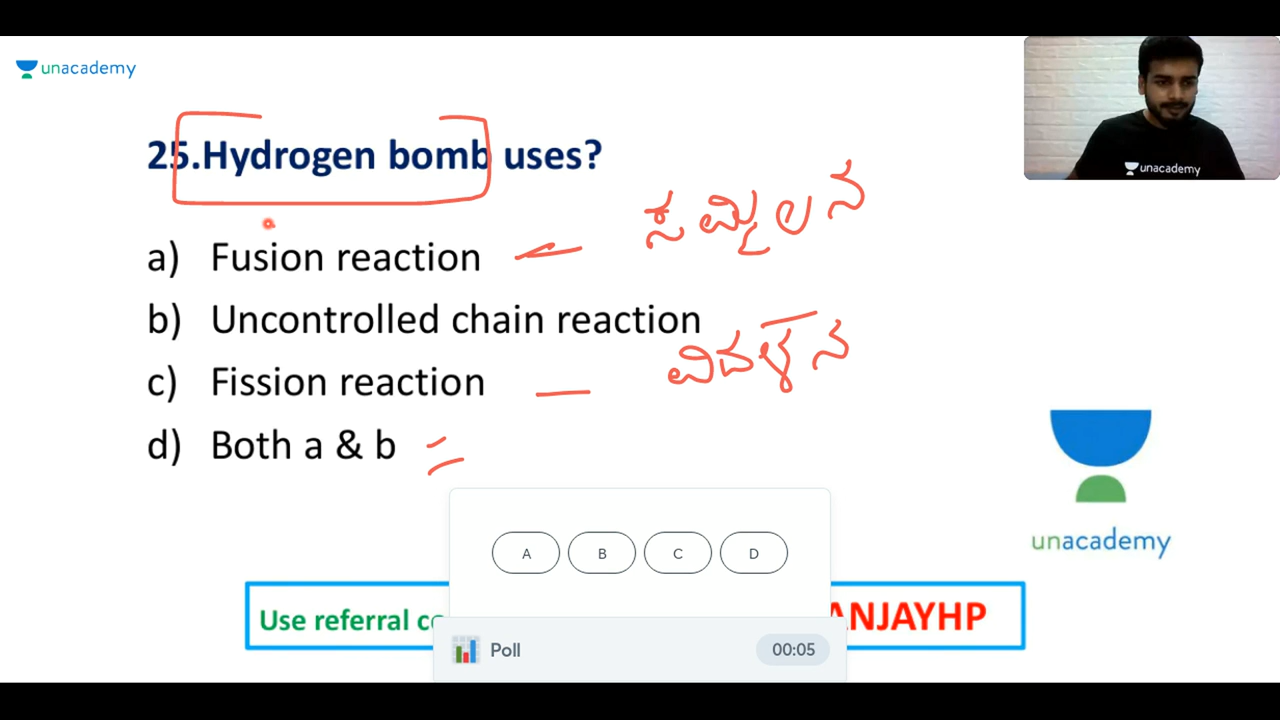 unacademy
unacademy
25.Hydrogen bomb uses?
ಸಮ್ಮಿಲನ
a) Fusion reaction
b) Uncontrolled chain reaction
ವಿದಳನ
c) Fission reaction
d) Both a & b
A B C D
unacademy
Use referral
ANJAYHP
Poll 00:05